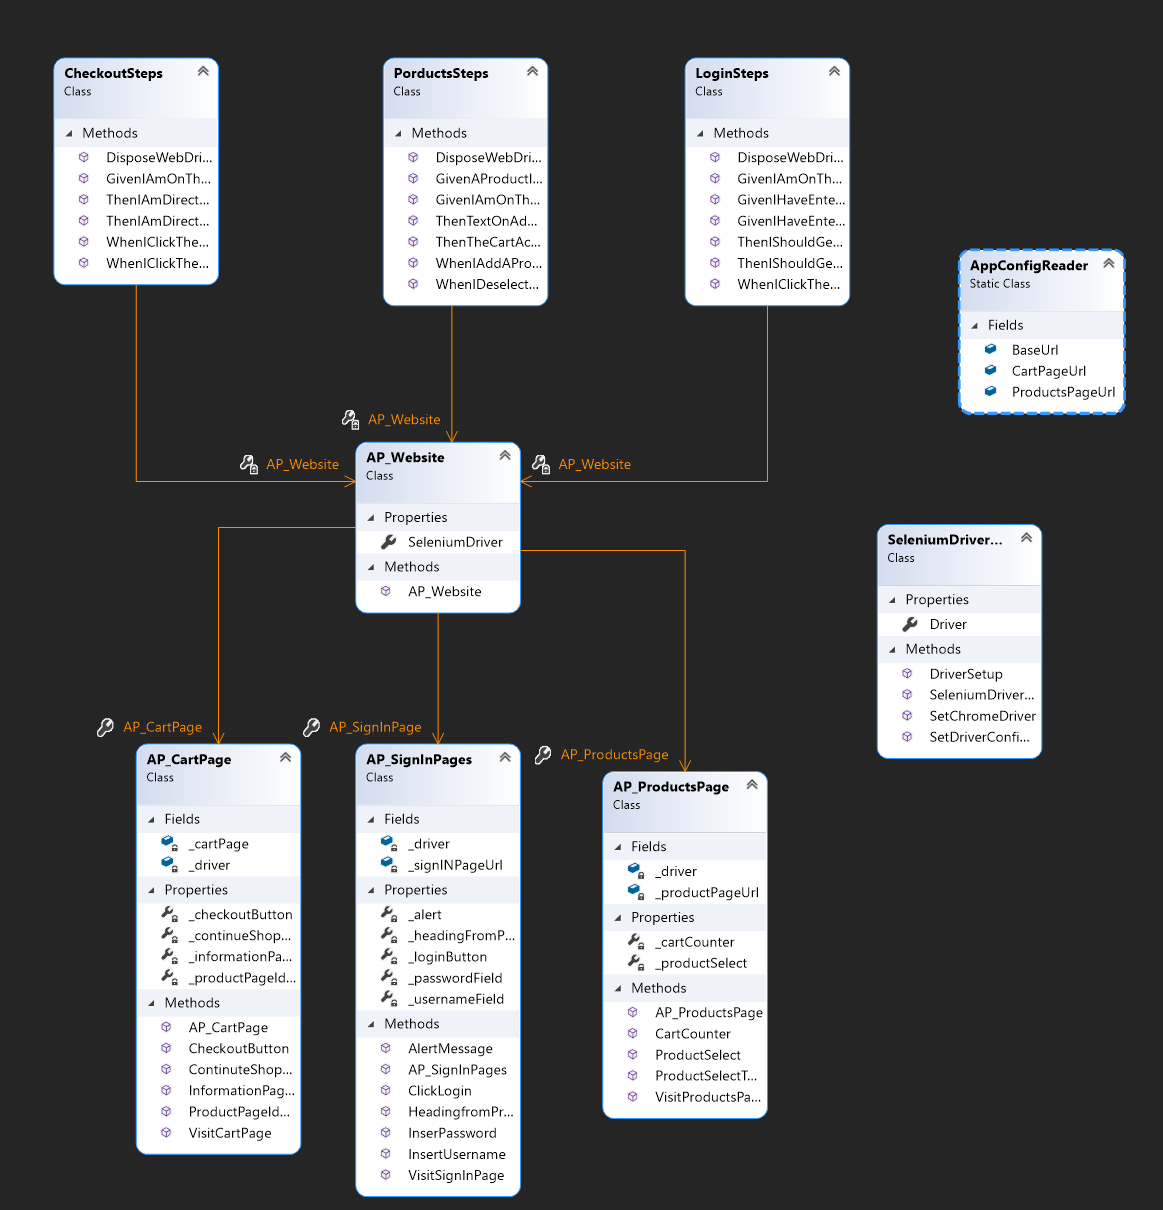 CheckoutSteps
Class
Methods
DisposeWebDri...
GivenIAmOnTh...
ThenIAmDirect...
ThenIAmDirect...
WhenIClickThe...
WhenIClickThe...
PorductsSteps
Class
Methods
DisposeWebDri...
GivenAProductI...
GivenIAmOnTh...
ThenTextOnAd...
ThenTheCartAc...
WhenIAddAPro...
WhenIDeselect...
LoginSteps
Class
Methods
DisposeWebDri...
GivenIAmOnTh...
GivenIHaveEnte...
GivenIHaveEnte...
ThenIShouldGe...
ThenIShouldGe...
WhenIClickThe...
AppConfigReader
Static Class
Fields
BaseUrl
CartPageUrl
ProductsPageUrl
AP_Website
AP_Website
AP_Website
AP_Website
Class
Properties
SeleniumDriver
Methods
AP_Website
SeleniumDriver...
Class
Properties
Driver
Methods
DriverSetup
SeleniumDriver...
SetChromeDriver
SetDriverConfi...
AP_CartPage
AP_SignInPage
AP_ProductsPage
AP_CartPage
Class
Fields
_cartPage
_driver
Properties
_checkoutButton
_continueShop...
_informationPa...
_productPageId...
Methods
AP_CartPage
CheckoutButton
ContinuteShop...
InformationPag...
ProductPageId...
VisitCartPage
AP_SignInPages
Class
Fields
_driver
_signINPageUrl
Properties
_alert
_headingFromP...
_loginButton
_passwordField
_usernameField
Methods
AlertMessage
AP_SignInPages
ClickLogin
HeadingfromPr...
InserPassword
InsertUsername
VisitSignInPage
AP_ProductsPage
Class
Fields
_driver
_productPageUrl
Properties
_cartCounter
_productSelect
Methods
AP_ProductsPage
CartCounter
ProductSelect
ProductSelectT...
VisitProductsPa...